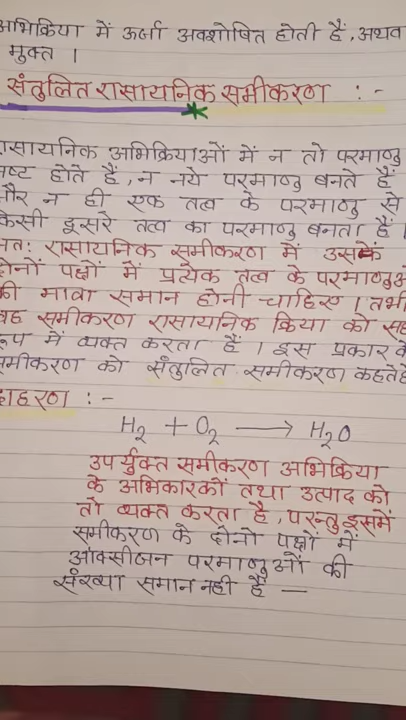 अभिक्रिया में ऊर्जा अवशोषित होती हैं, अथव
मुक्त ।
संतुलित रासायनिक समीकरण :-
रासायनिक अभिक्रियाओं में न तो परमाणु
नष्ट होते हैं, न नये परमाणु बनते हैं
और न ही एक तत्व के परमाणु से
किसी दूसरे तत्व का परमाणु बनता हैं ।
अतः रासायनिक समीकरण में उसके
दोनों पक्षों में प्रत्येक तत्व के परमाणुओं
की मात्रा समान होनी चाहिए । तभी
यह समीकरण रासायनिक क्रिया को सह
रूप में व्यक्त करता हैं । इस प्रकार के
समीकरण को संतुलित समीकरण कहते है
दाहरण :-
H₂ + O₂ ⟶ H₂O
उपर्युक्त समीकरण अभिक्रिया
के अभिकारकों तथा उत्पाद को
तो व्यक्त करता है, परन्तु इसमें
समीकरण के दोनो पक्षों में
ऑक्सीजन परमाणुओं की
संख्या समान नही हैं —